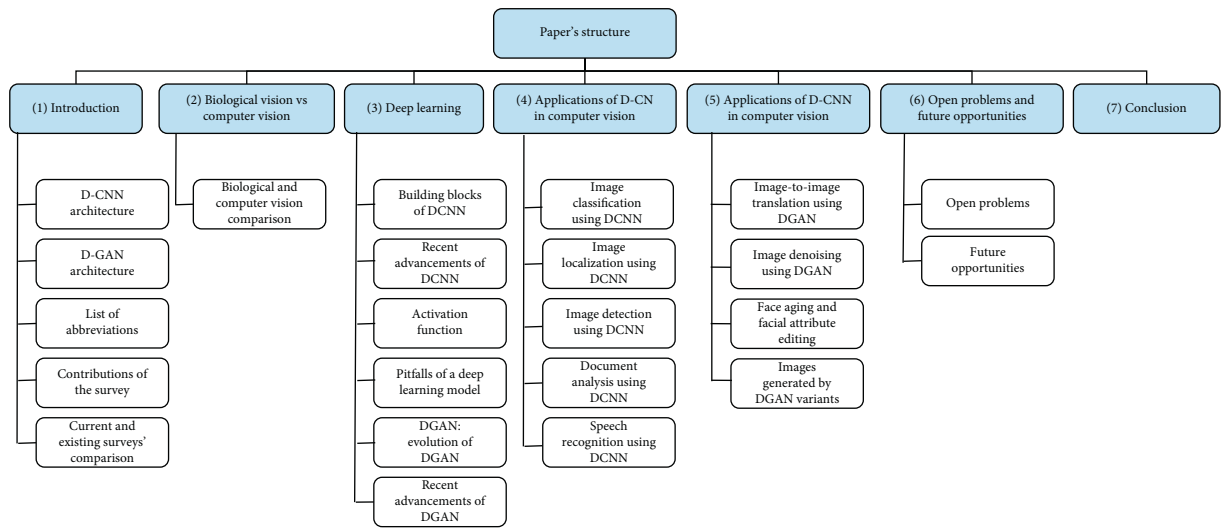 Paper's structure
(1) Introduction
D-CNN
architecture
D-GAN
architecture
List of
abbreviations
Contributions of
the survey
Current and
existing surveys'
comparison
(2) Biological vision vs
computer vision
Biological and
computer vision
comparison
(3) Deep learning
Building blocks
of DCNN
Recent
advancements of
DCNN
Activation
function
Pitfalls of a deep
learning model
DGAN:
evolution of
DGAN
Recent
advancements of
DGAN
(4) Applications of D-CN
in computer vision
Image
classification
using DCNN
Image
localization using
DCNN
Image detection
using DCNN
Document
analysis using
DCNN
Speech
recognition using
DCNN
(5) Applications of D-CNN
in computer vision
Image-to-image
translation using
DGAN
Image denoising
using DGAN
Face aging and
facial attribute
editing
Images
generated by
DGAN variants
(6) Open problems and
future opportunities
Open problems
Future
opportunities
(7) Conclusion